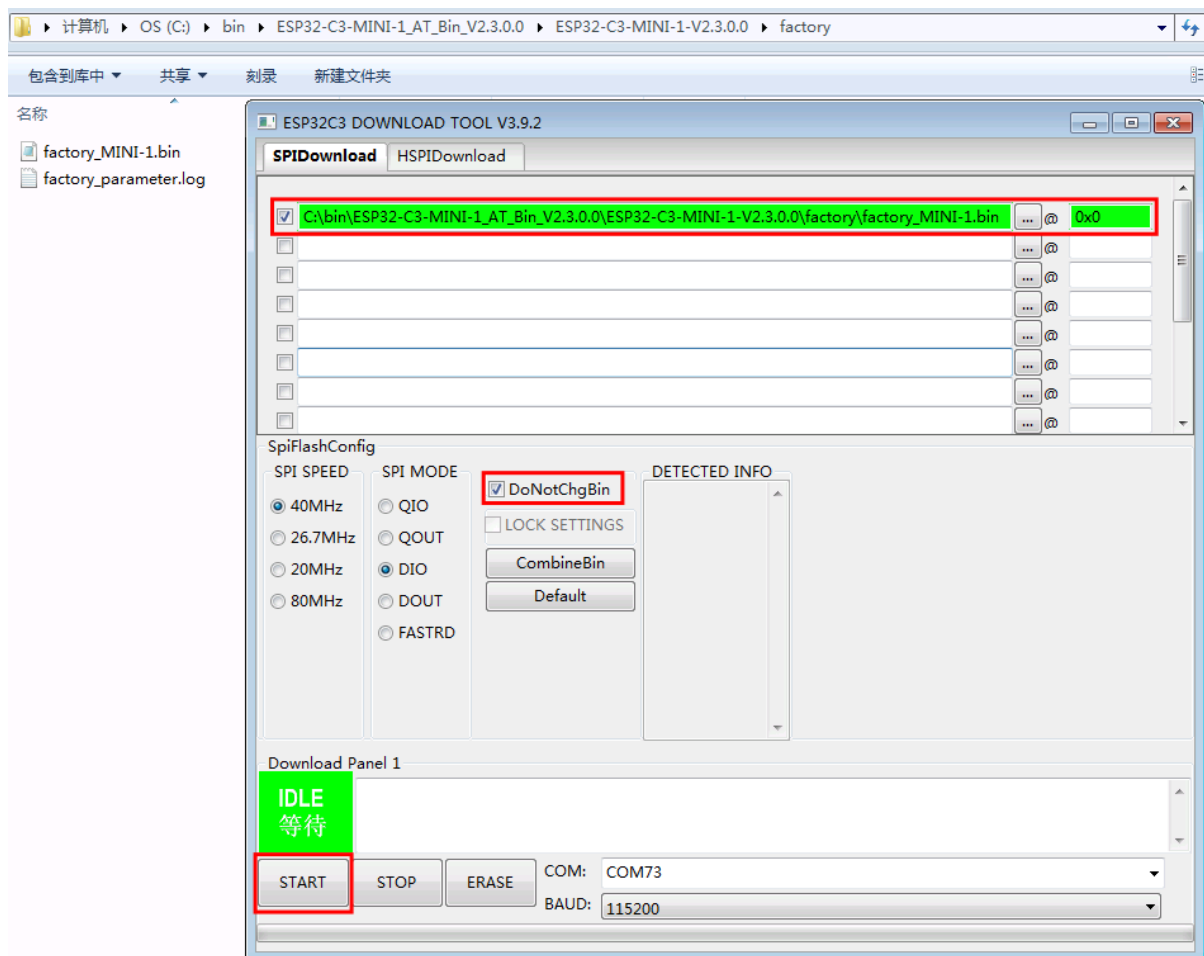 计算机 ▸ OS (C:) ▸ bin ▸ ESP32-C3-MINI-1_AT_Bin_V2.3.0.0 ▸ ESP32-C3-MINI-1-V2.3.0.0 ▸ factory
包含到库中 共享 刻录 新建文件夹
名称
factory_MINI-1.bin
factory_parameter.log
ESP32C3 DOWNLOAD TOOL V3.9.2
SPIDownload HSPIDownload
C:\bin\ESP32-C3-MINI-1_AT_Bin_V2.3.0.0\ESP32-C3-MINI-1-V2.3.0.0\factory\factory_MINI-1.bin ... @ 0x0
... @
... @
... @
... @
... @
... @
... @
SpiFlashConfig
SPI SPEED
40MHz
26.7MHz
20MHz
80MHz
SPI MODE
QIO
QOUT
DIO
DOUT
FASTRD
DoNotChgBin
LOCK SETTINGS
CombineBin
Default
DETECTED INFO
Download Panel 1
IDLE
等待
START STOP ERASE
COM: COM73
BAUD: 115200